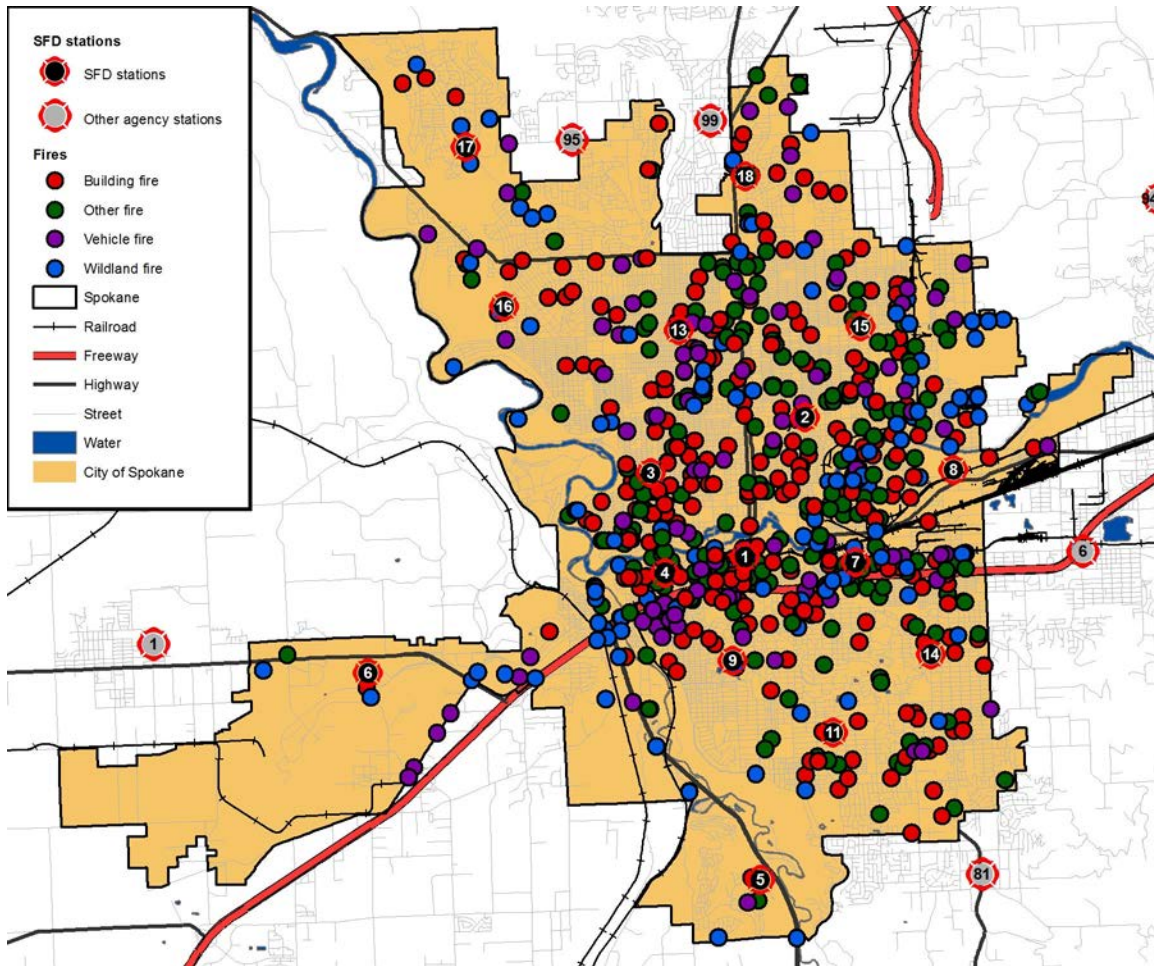 SFD stations
SFD stations
Other agency stations
Fires
Building fire
Other fire
Vehicle fire
Wildland fire
Spokane
Railroad
Freeway
Highway
Street
Water
City of Spokane
99
95
17
18
94
16
13
15
2
3
8
1
7
6
4
1
9
14
6
11
5
81